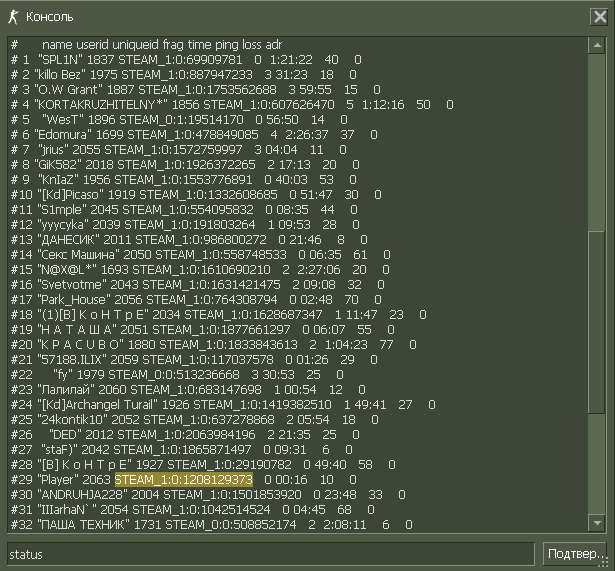 Консоль
# name userid uniqueid frag time ping loss adr
# 1 "SPL1N" 1837 STEAM_1:0:69909781 0 1:21:22 40 0
# 2 "killo Bez" 1975 STEAM_1:0:887947233 3 31:23 18 0
# 3 "O.W Grant" 1887 STEAM_1:0:1753562688 3 59:55 15 0
# 4 "KORTAKRUZHITELNY*" 1856 STEAM_1:0:607626470 5 1:12:16 50 0
# 5 "WesT" 1896 STEAM_0:1:19514170 0 56:50 14 0
# 6 "Edomura" 1699 STEAM_1:0:478849085 4 2:26:37 37 0
# 7 "jrius" 2055 STEAM_1:0:1572759997 3 04:04 11 0
# 8 "GiK582" 2018 STEAM_1:0:1926372265 2 17:13 20 0
# 9 "KnIaZ" 1956 STEAM_1:0:1553776891 0 40:03 53 0
#10 "[Kd]Picaso" 1919 STEAM_1:0:1332608685 0 51:47 30 0
#11 "S1mple" 2045 STEAM_1:0:554095832 0 08:35 44 0
#12 "yyycyka" 2039 STEAM_1:0:191803264 1 09:53 28 0
#13 "ДАНЕСИК" 2011 STEAM_1:0:986800272 0 21:46 8 0
#14 "Секс Машина" 2050 STEAM_1:0:558748533 0 06:35 61 0
#15 "N@X@L*" 1693 STEAM_1:0:1610690210 2 2:27:06 20 0
#16 "Svetvotme" 2043 STEAM_1:0:1631421475 2 09:08 32 0
#17 "Park_House" 2056 STEAM_1:0:764308794 0 02:48 70 0
#18 "(1)[B] K o H T p E" 2034 STEAM_1:0:1628687347 1 11:47 23 0
#19 "Н А Т А Ш А" 2051 STEAM_1:0:1877661297 0 06:07 55 0
#20 "K P A C U B O" 1880 STEAM_1:0:1833843613 2 1:04:23 77 0
#21 "57188.ILIX" 2059 STEAM_1:0:117037578 0 01:26 29 0
#22 "fy" 1979 STEAM_0:0:513236668 3 30:53 25 0
#23 "Лалилай" 2060 STEAM_1:0:683147698 1 00:54 12 0
#24 "[Kd]Archangel Turail" 1926 STEAM_1:0:1419382510 1 49:41 27 0
#25 "24kontik10" 2052 STEAM_1:0:637278868 2 05:54 18 0
#26 "DED" 2012 STEAM_1:0:2063984196 2 21:35 25 0
#27 "staF)" 2042 STEAM_1:0:1865871497 0 09:31 6 0
#28 "[B] K o H T p E" 1927 STEAM_1:0:29190782 0 49:40 58 0
#29 "Player" 2063 STEAM_1:0:1208129373 0 00:16 10 0
#30 "ANDRUHJA228" 2004 STEAM_1:0:1501853920 0 23:48 33 0
#31 "IIIarhaN`" 2054 STEAM_1:0:1042514524 0 04:45 68 0
#32 "ПАША ТЕХНИК" 1731 STEAM_0:0:508852174 2 2:08:11 6 0
status
Подтвер...